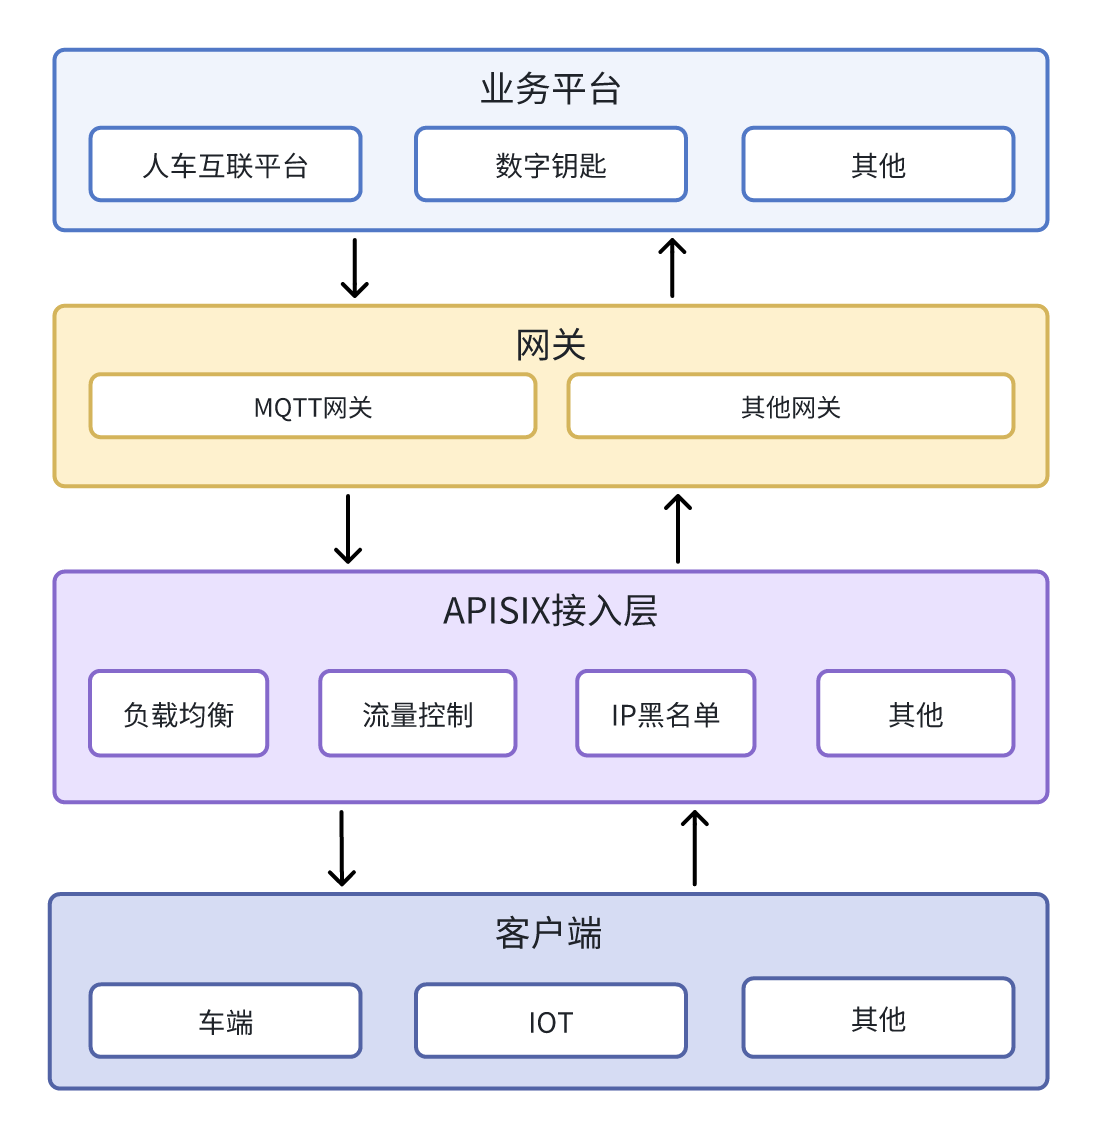 业务平台
人车互联平台
数字钥匙
其他
网关
MQTT网关
其他网关
APISIX接入层
负载均衡
流量控制
IP黑名单
其他
客户端
车端
IOT
其他